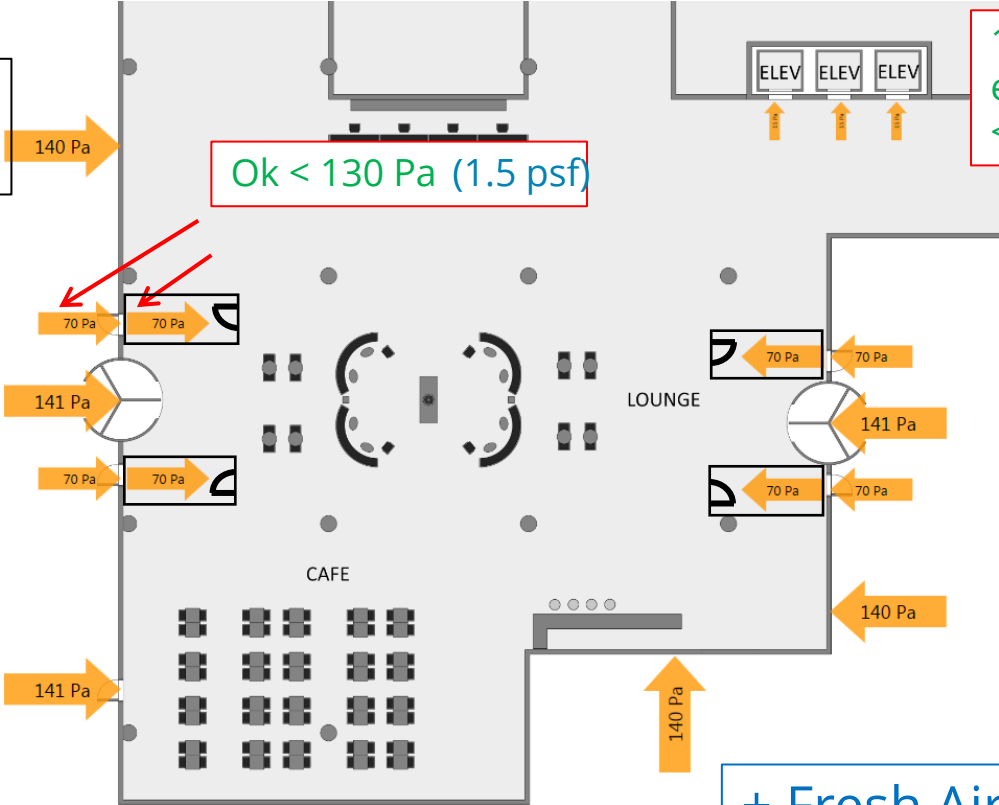 ELEV ELEV ELEV
140 Pa
Ok < 130 Pa (1.5 psf)
70 Pa 70 Pa
70 Pa 70 Pa
141 Pa
LOUNGE
141 Pa
70 Pa 70 Pa
70 Pa 70 Pa
CAFE
140 Pa
141 Pa
140 Pa
+ Fresh Air